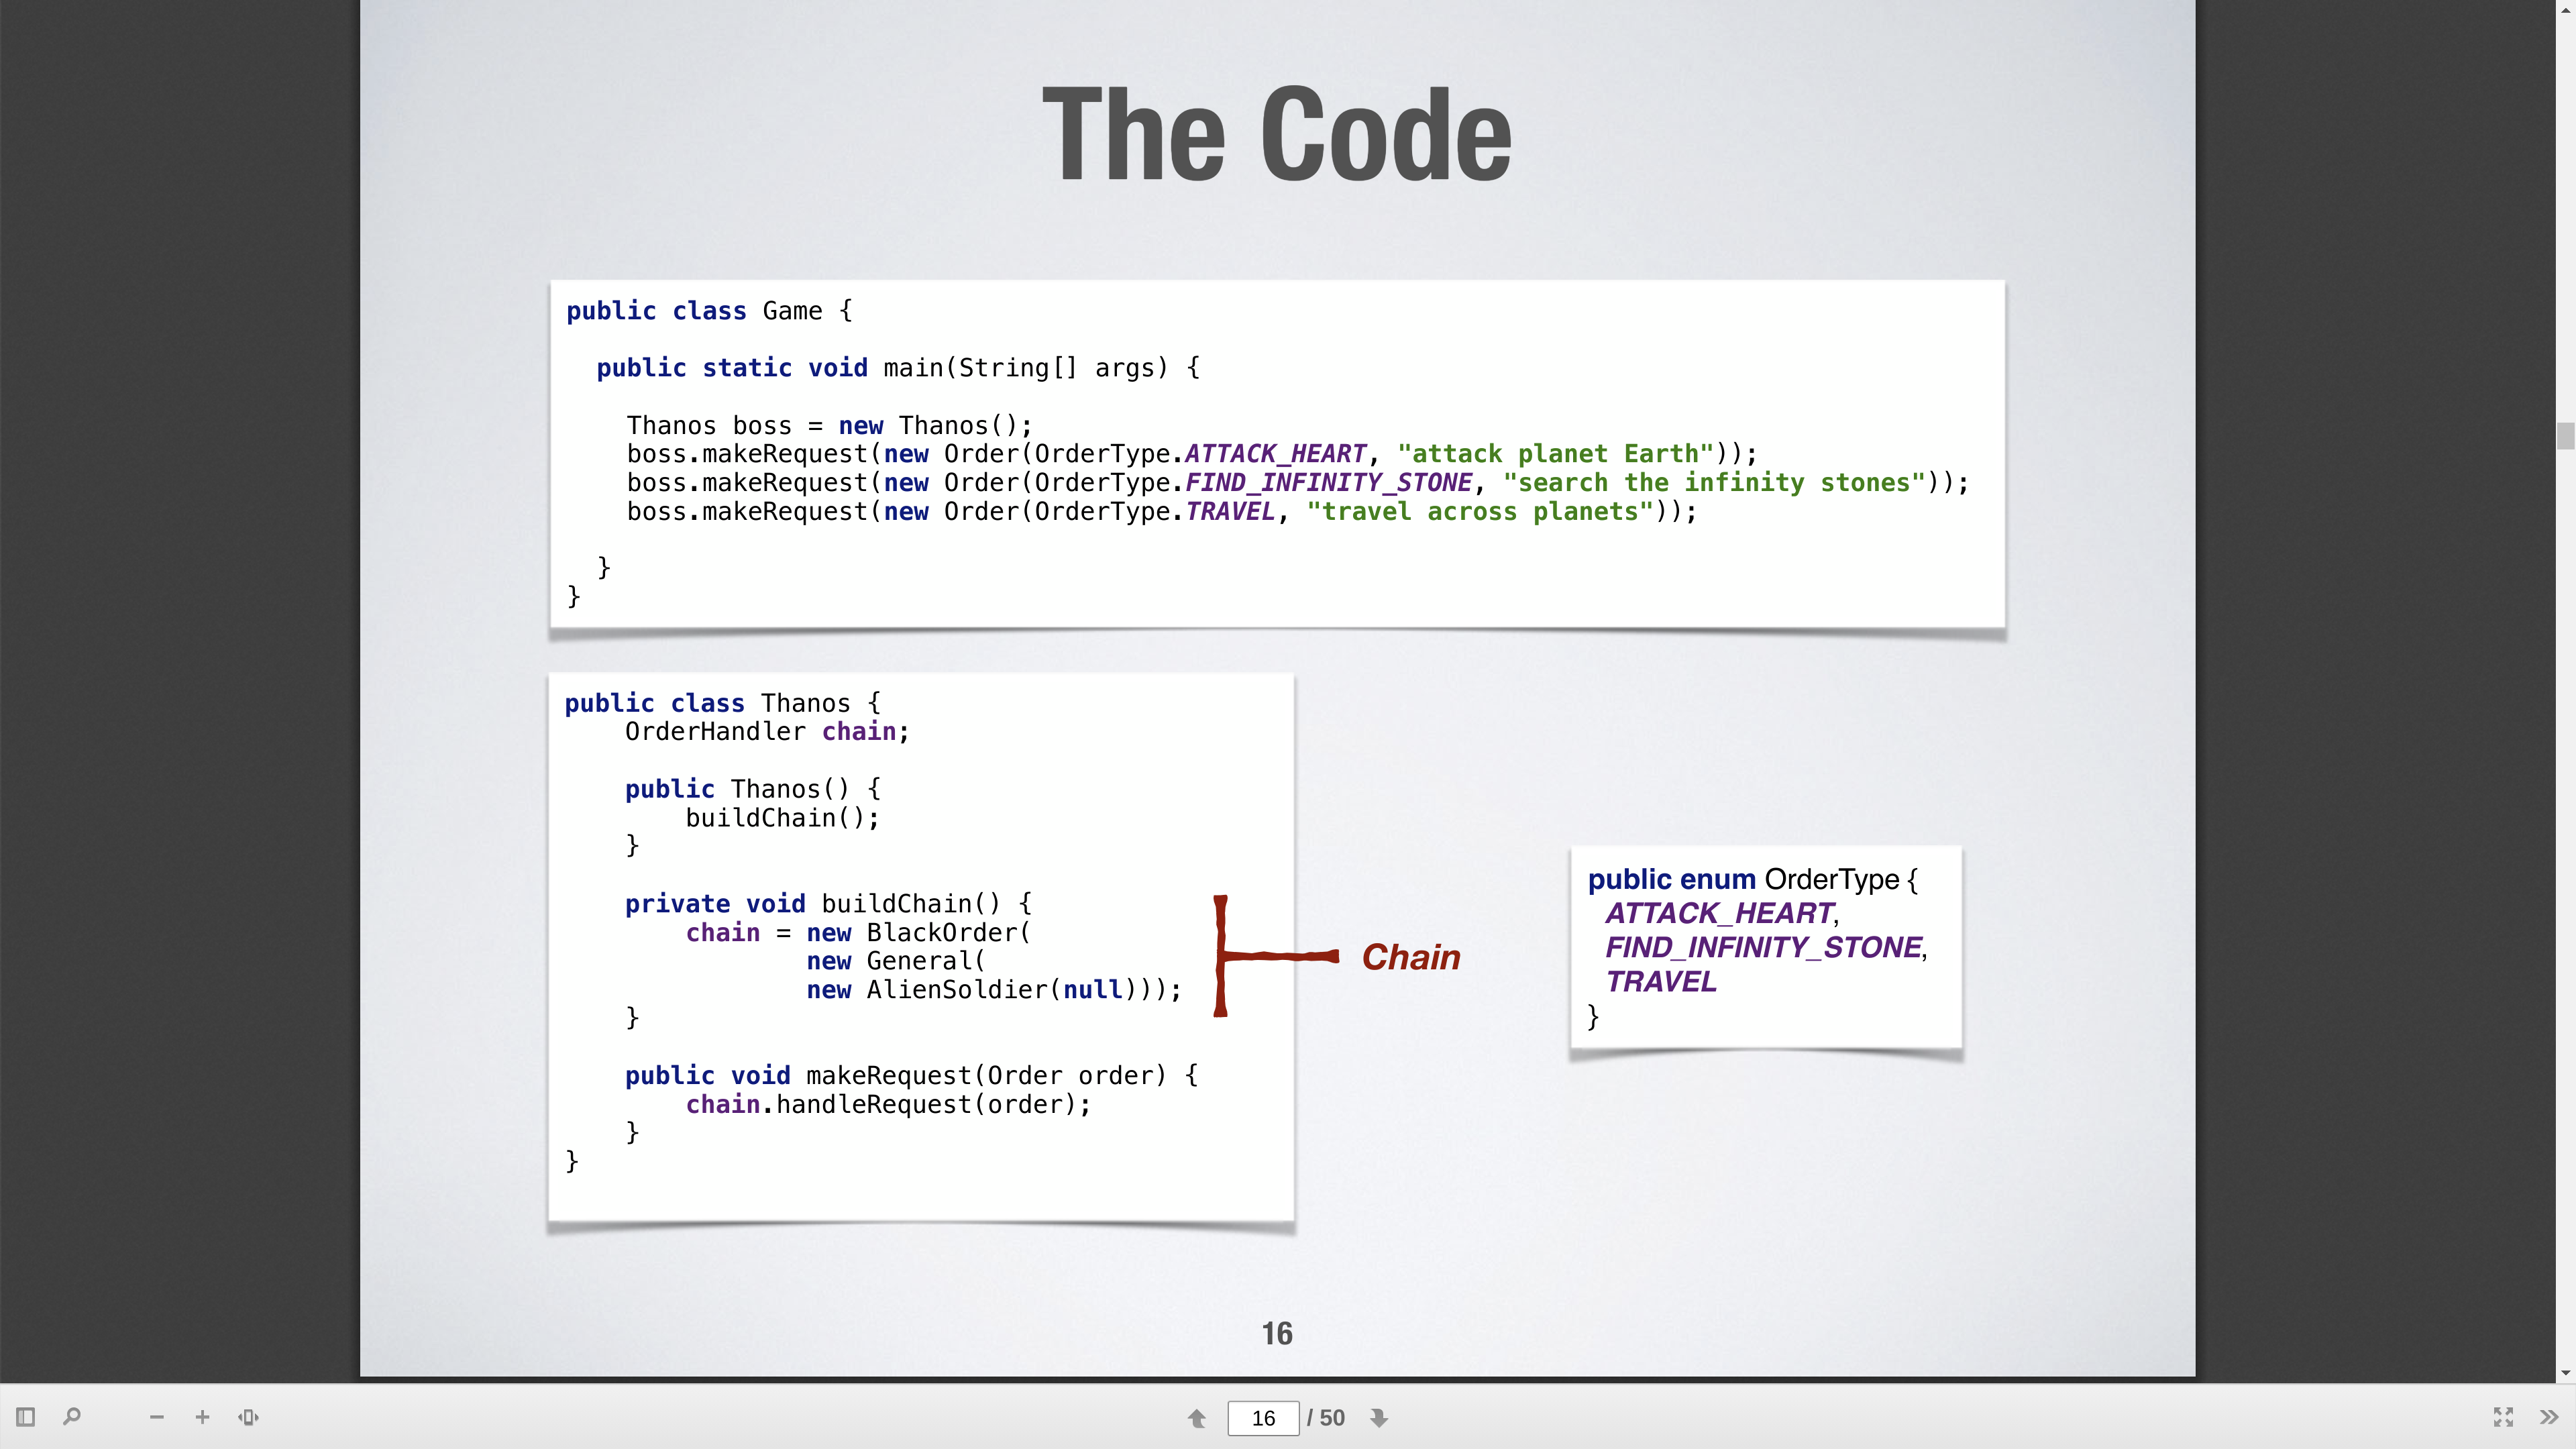 The Code
public class Game {
public static void main(String[] args) {
Thanos boss = new Thanos();
boss.makeRequest(new Order(OrderType.ATTACK_HEART, "attack planet Earth"));
boss.makeRequest(new Order(OrderType.FIND_INFINITY_STONE, "search the infinity stones"));
boss.makeRequest(new Order(OrderType.TRAVEL, "travel across planets"));
}
}
public class Thanos {
OrderHandler chain;
public Thanos() {
buildChain();
}
private void buildChain() {
chain = new BlackOrder(
new General(
new AlienSoldier(null)));
}
public void makeRequest(Order order) {
chain.handleRequest(order);
}
}
Chain
public enum OrderType {
ATTACK_HEART,
FIND_INFINITY_STONE,
TRAVEL
}
16
16 / 50